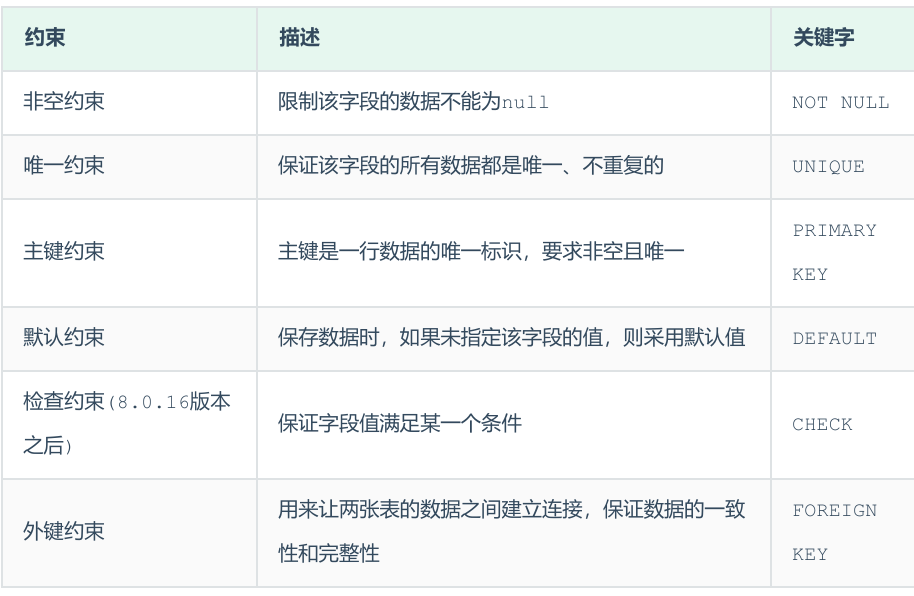 约束 描述 关键字
非空约束 限制该字段的数据不能为null NOT NULL
唯一约束 保证该字段的所有数据都是唯一、不重复的 UNIQUE
主键约束 主键是一行数据的唯一标识，要求非空且唯一 PRIMARY
KEY
默认约束 保存数据时，如果未指定该字段的值，则采用默认值 DEFAULT
检查约束(8.0.16版本
之后) 保证字段值满足某一个条件 CHECK
外键约束 用来让两张表的数据之间建立连接，保证数据的一致
性和完整性 FOREIGN
KEY